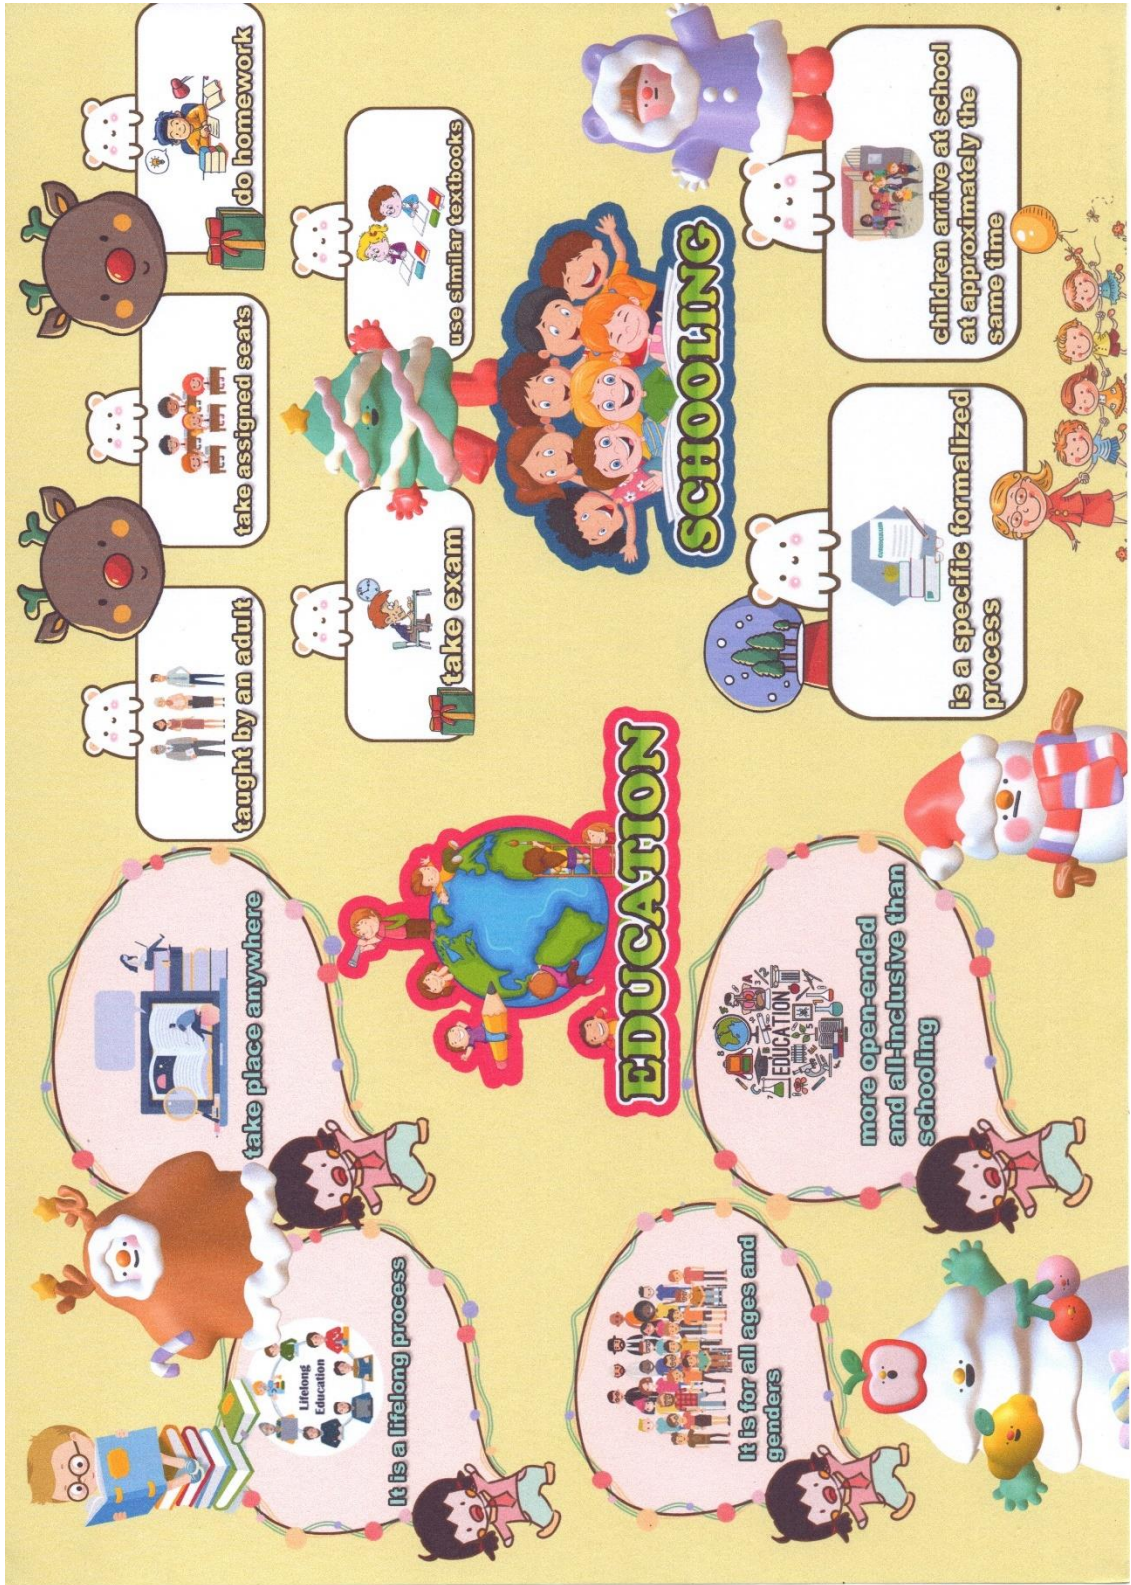 Lifelong
Education
It is a lifelong process
take place anywhere
taught by an adult
take assigned seats
do homework
take exam
use similar textbooks
EDUCATION
SCHOOLING
It is for all ages and
genders
EDUCATION
more open-ended
and all-inclusive than
schooling
CURRICULUM
is a specific formalized
process
children arrive at school
at approximately the
same time